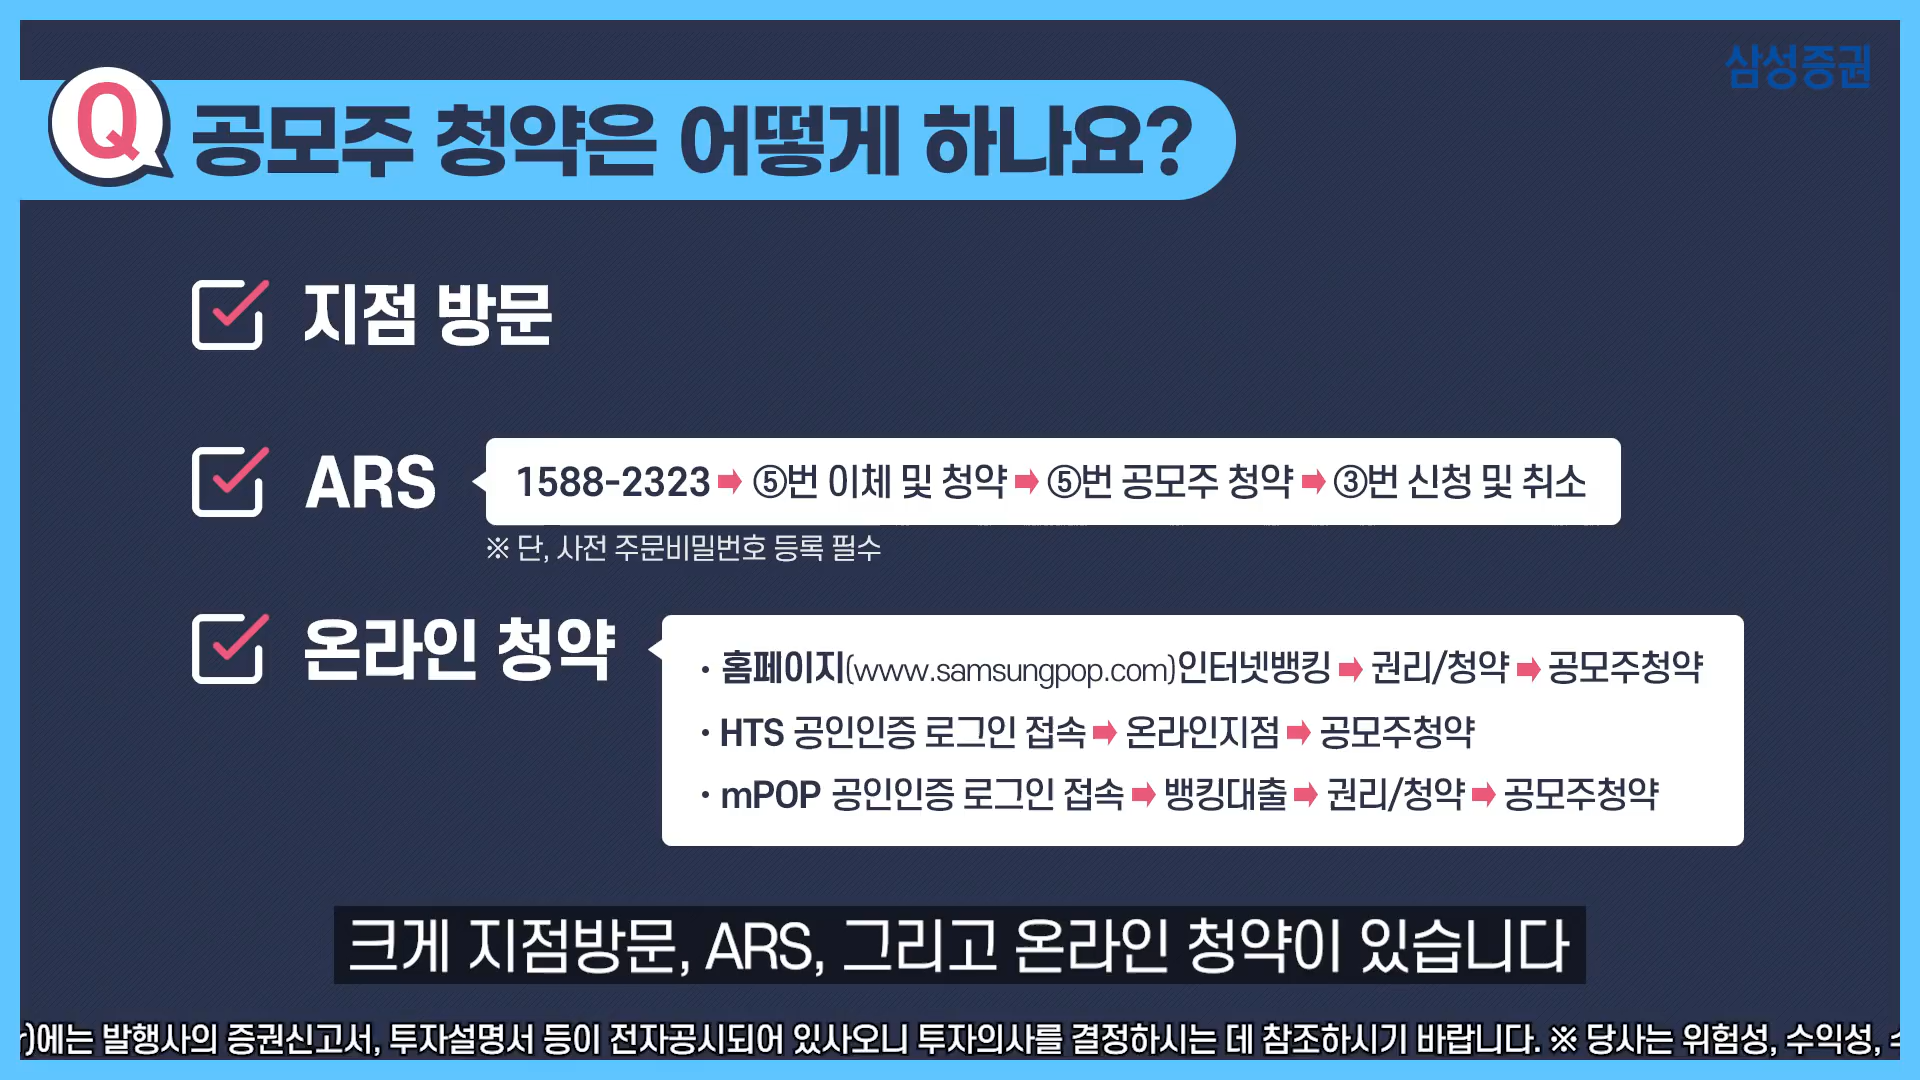 삼성증권
Q 공모주 청약은 어떻게 하나요?
지점 방문
ARS
1588-2323 ➡ ⑤번 이체 및 청약 ➡ ⑤번 공모주 청약 ➡ ③번 신청 및 취소
※ 단, 사전 주문비밀번호 등록 필수
온라인 청약
· 홈페이지(www.samsungpop.com)인터넷뱅킹 ➡ 권리/청약 ➡ 공모주청약
· HTS 공인인증 로그인 접속 ➡ 온라인지점 ➡ 공모주청약
· mPOP 공인인증 로그인 접속 ➡ 뱅킹대출 ➡ 권리/청약 ➡ 공모주청약
크게 지점방문, ARS, 그리고 온라인 청약이 있습니다
)에는 발행사의 증권신고서, 투자설명서 등이 전자공시되어 있사오니 투자의사를 결정하시는 데 참조하시기 바랍니다. ※ 당사는 위험성, 수익성,